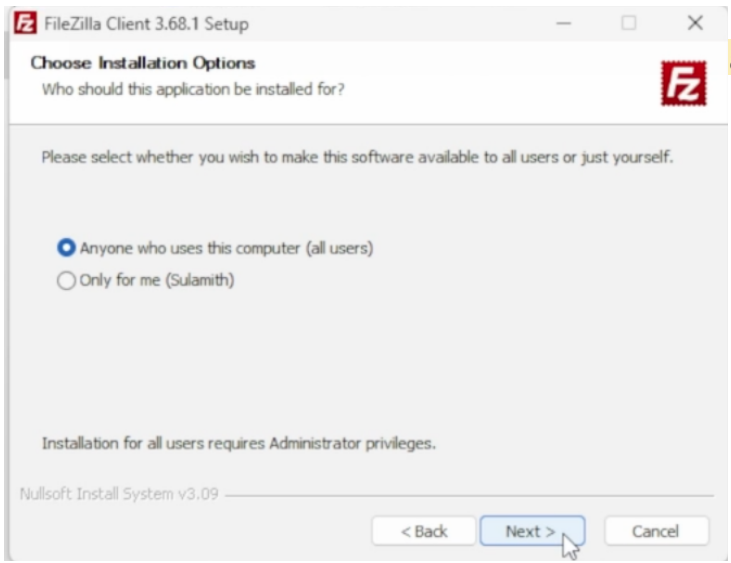 FileZilla Client 3.68.1 Setup
Choose Installation Options
Who should this application be installed for?
Fz
Please select whether you wish to make this software available to all users or just yourself.
Anyone who uses this computer (all users)
Only for me (Sulamith)
Installation for all users requires Administrator privileges.
Nullsoft Install System v3.09
< Back
Next >
Cancel